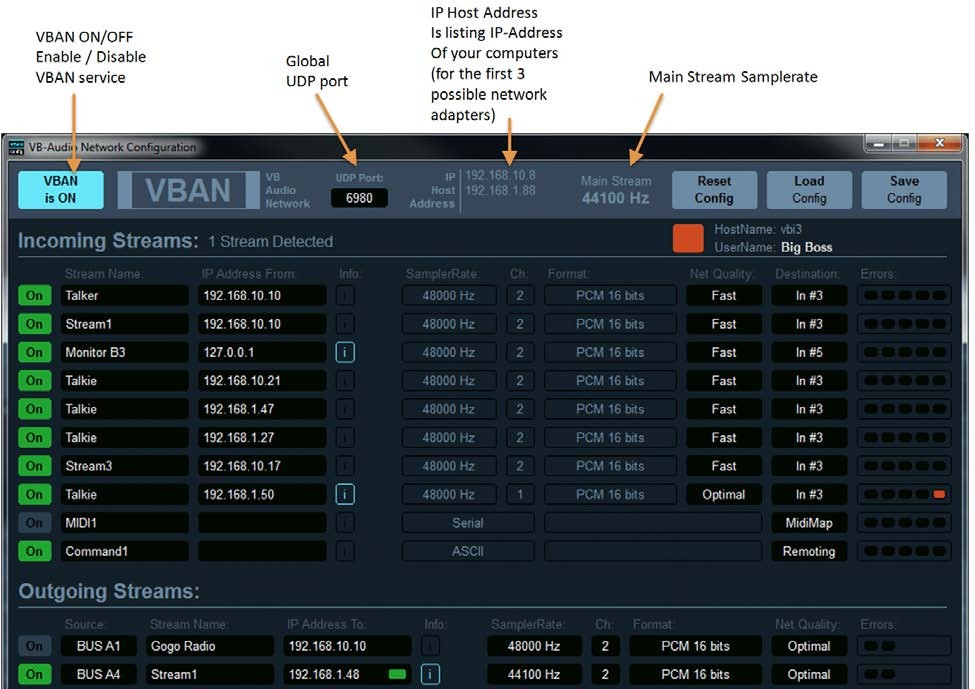 VBAN ON/OFF
Enable / Disable
VBAN service
Global
UDP port
IP Host Address
Is listing IP-Address
Of your computers
(for the first 3
possible network
adapters)
Main Stream Samplerate
VB-Audio Network Configuration
VBAN
is ON
VBAN
VB
Audio
Network
UDP Port:
6980
IP
Host
Address
192.168.10.8
192.168.1.88
Main Stream
44100 Hz
Reset
Config
Load
Config
Save
Config
Incoming Streams: 1 Stream Detected
HostName: vbi3
UserName: Big Boss
Stream Name: IP Address From: Info: SamplerRate: Ch: Format: Net Quality: Destination: Errors:
On Talker 192.168.10.10 i 48000 Hz 2 PCM 16 bits Fast In #3
On Stream1 192.168.10.10 i 48000 Hz 2 PCM 16 bits Fast In #3
On Monitor B3 127.0.0.1 i 48000 Hz 2 PCM 16 bits Fast In #5
On Talkie 192.168.10.21 i 48000 Hz 2 PCM 16 bits Fast In #3
On Talkie 192.168.1.47 i 48000 Hz 2 PCM 16 bits Fast In #3
On Talkie 192.168.1.27 i 48000 Hz 2 PCM 16 bits Fast In #3
On Stream3 192.168.10.17 i 48000 Hz 2 PCM 16 bits Fast In #3
On Talkie 192.168.1.50 i 48000 Hz 1 PCM 16 bits Optimal In #3
On MIDI1 i Serial MidiMap
On Command1 i ASCII Remoting
Outgoing Streams:
Source: Stream Name: IP Address To: Info: SamplerRate: Ch: Format: Net Quality: Errors:
On BUS A1 Gogo Radio 192.168.10.10 i 48000 Hz 2 PCM 16 bits Optimal
On BUS A4 Stream1 192.168.1.48 i 44100 Hz 2 PCM 16 bits Optimal